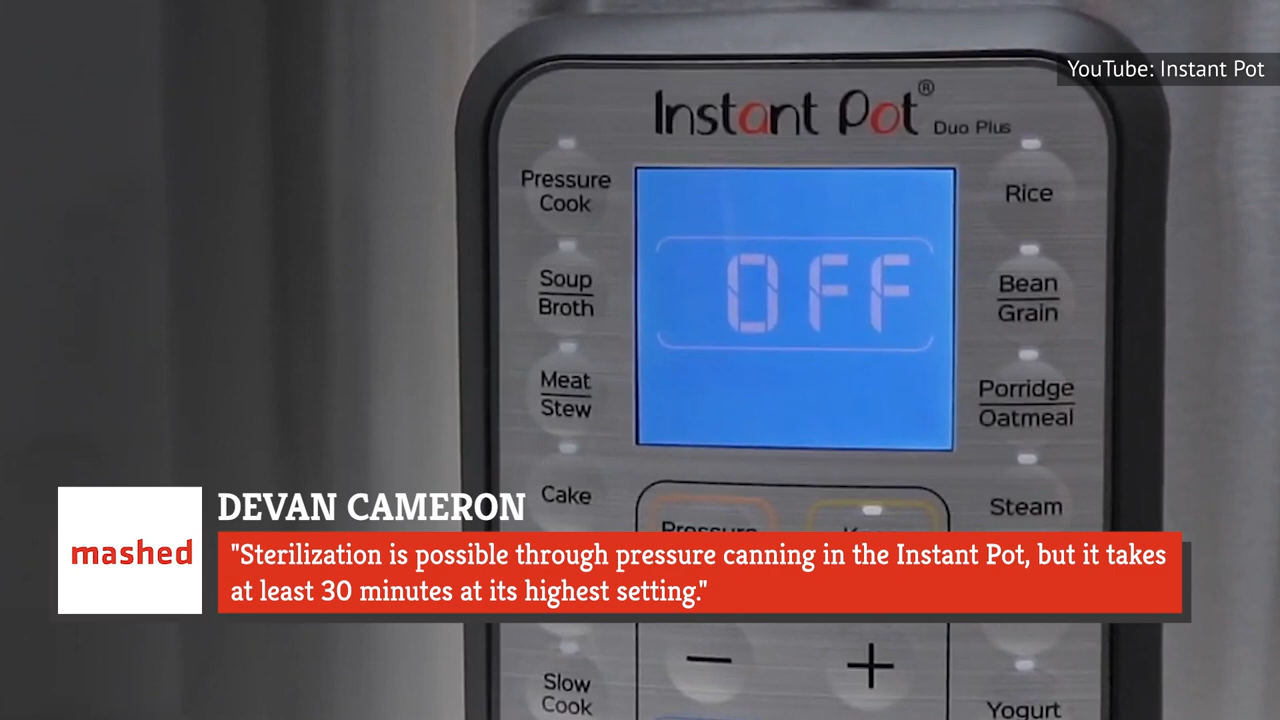 YouTube: Instant Pot
Instant Pot®
Duo Plus
Pressure
Cook
Soup
Broth
Meat
Stew
Cake
Slow
Cook
OFF
Rice
Bean
Grain
Porridge
Oatmeal
Steam
Yogurt
Pressure
− +
mashed
DEVAN CAMERON
"Sterilization is possible through pressure canning in the Instant Pot, but it takes
at least 30 minutes at its highest setting."